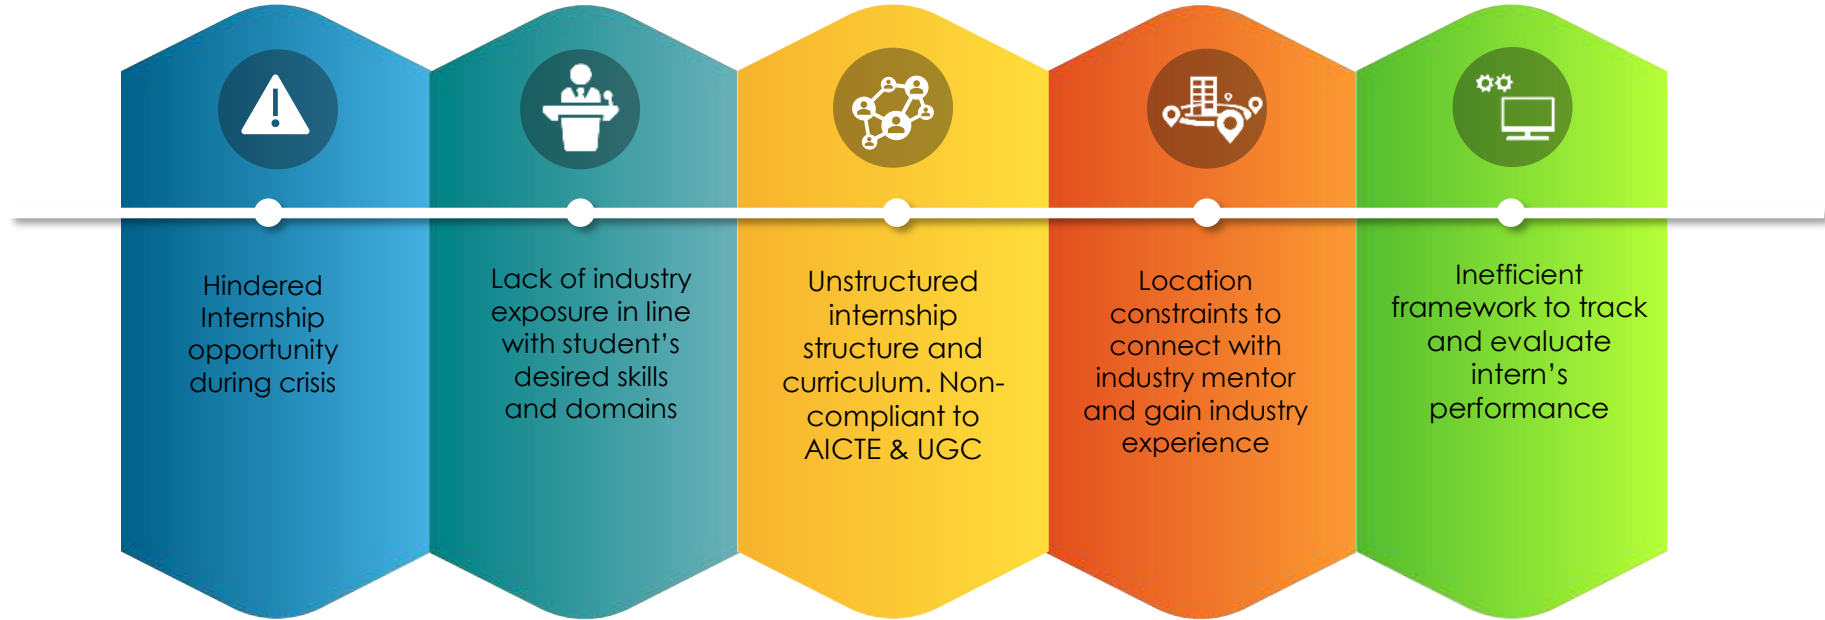 Hindered
Internship
opportunity
during crisis
Lack of industry
exposure in line
with student’s
desired skills
and domains
Unstructured
internship
structure and
curriculum. Non-
compliant to
AICTE & UGC
Location
constraints to
connect with
industry mentor
and gain industry
experience
Inefficient
framework to track
and evaluate
intern’s
performance